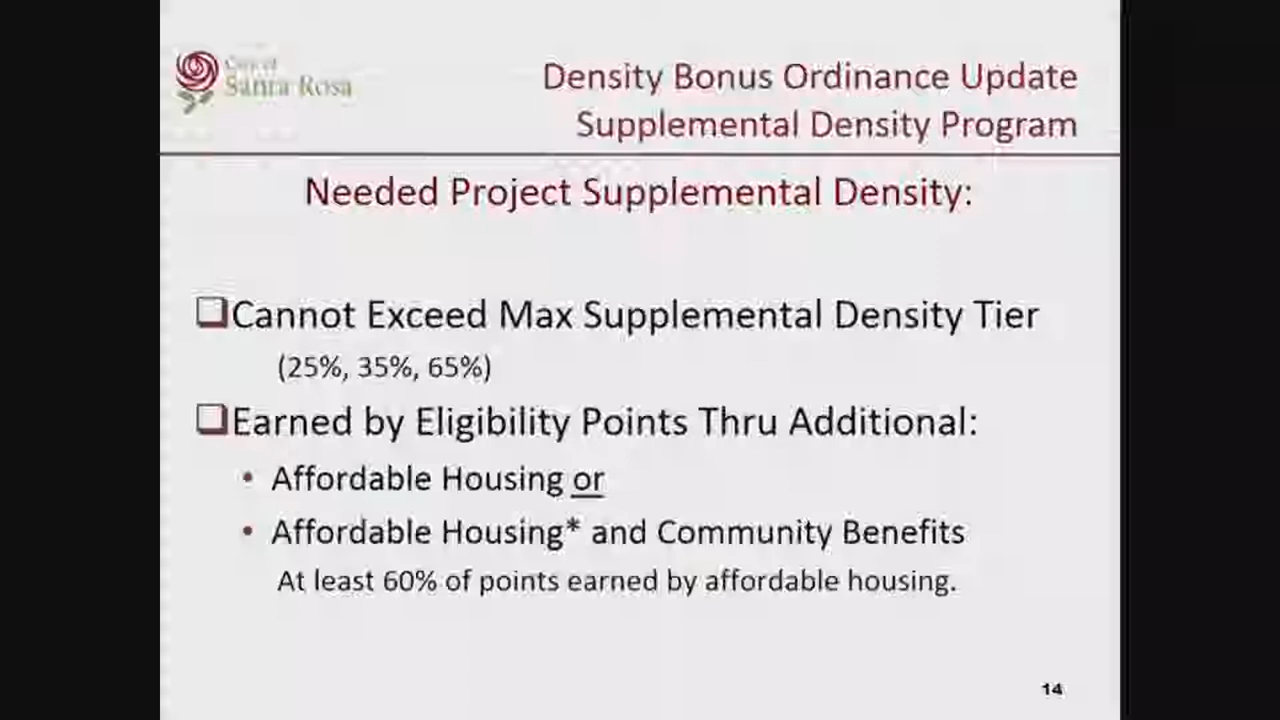 City of
Santa Rosa
Density Bonus Ordinance Update
Supplemental Density Program
Needed Project Supplemental Density:
❑Cannot Exceed Max Supplemental Density Tier
(25%, 35%, 65%)
❑Earned by Eligibility Points Thru Additional:
• Affordable Housing or
• Affordable Housing* and Community Benefits
At least 60% of points earned by affordable housing.
14